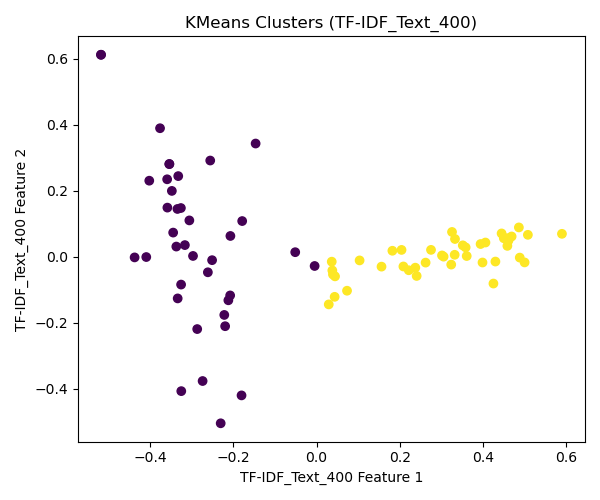 KMeans Clusters (TF-IDF_Text_400)
TF-IDF_Text_400 Feature 2
0.6
0.4
0.2
0.0
−0.2
−0.4
−0.4 −0.2 0.0 0.2 0.4 0.6
TF-IDF_Text_400 Feature 1